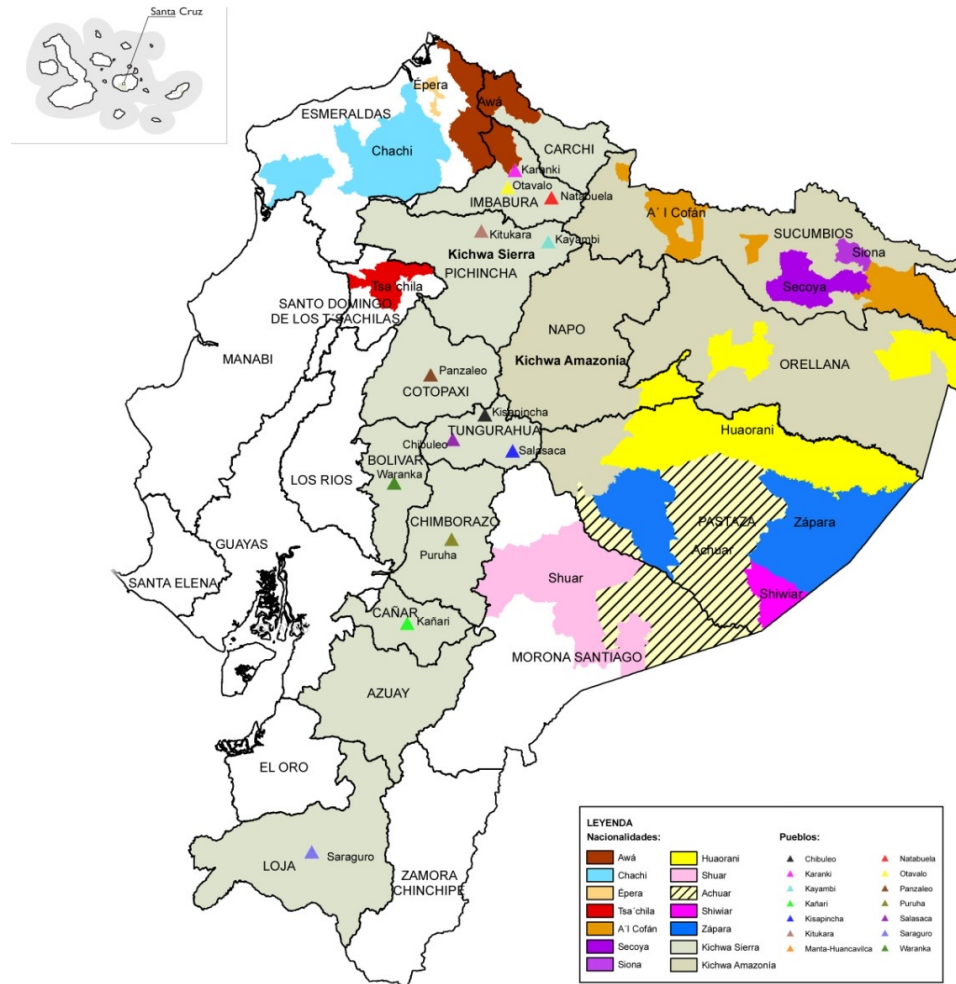 Santa Cruz
Épera
Awá
ESMERALDAS
Chachi
CARCHI
Karanki
Otavalo
IMBABURA
Natabuela
A´ I Cofán
Kitukara
Kayambi
SUCUMBIOS
Kichwa Sierra
Siona
PICHINCHA
Tsa´chila
Secoya
SANTO DOMINGO
DE LOS T´SACHILAS
NAPO
MANABI
Kichwa Amazonía
ORELLANA
Panzaleo
COTOPAXI
Kisapincha
TUNGURAHUA
Huaorani
Chibuleo
Salasaca
BOLIVAR
Waranka
LOS RIOS
CHIMBORAZO
PASTAZA
Zápara
GUAYAS
Puruha
Achuar
SANTA ELENA
Shuar
Shiwiar
CAÑAR
Kañari
MORONA SANTIAGO
AZUAY
EL ORO
LOJA
Saraguro
ZAMORA
CHINCHIPE
LEYENDA
Nacionalidades:
Awá
Chachi
Épera
Tsa´chila
A´I Cofán
Secoya
Siona
Huaorani
Shuar
Achuar
Shiwiar
Zápara
Kichwa Sierra
Kichwa Amazonía
Pueblos:
Chibuleo
Karanki
Kayambi
Kañari
Kisapincha
Kitukara
Manta-Huancavilca
Natabuela
Otavalo
Panzaleo
Puruha
Salasaca
Saraguro
Waranka